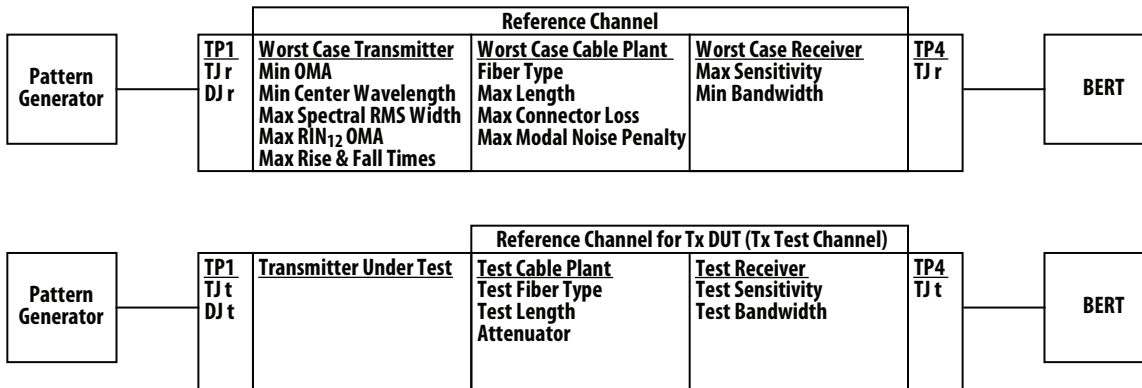 Reference Channel
Pattern
Generator
TP1
TJ r
DJ r
Worst Case Transmitter
Min OMA
Min Center Wavelength
Max Spectral RMS Width
Max RIN12 OMA
Max Rise & Fall Times
Worst Case Cable Plant
Fiber Type
Max Length
Max Connector Loss
Max Modal Noise Penalty
Worst Case Receiver
Max Sensitivity
Min Bandwidth
TP4
TJ r
BERT
Reference Channel for Tx DUT (Tx Test Channel)
Pattern
Generator
TP1
TJ t
DJ t
Transmitter Under Test
Test Cable Plant
Test Fiber Type
Test Length
Attenuator
Test Receiver
Test Sensitivity
Test Bandwidth
TP4
TJ t
BERT